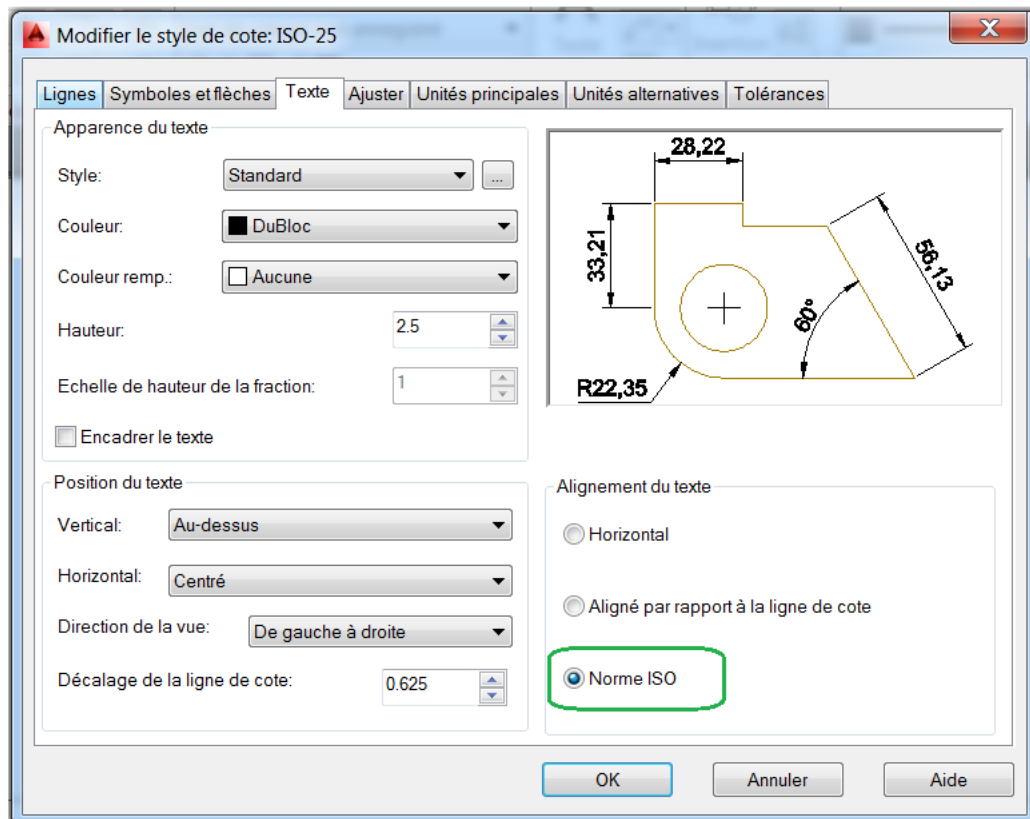 Modifier le style de cote: ISO-25
Lignes Symboles et flèches Texte Ajuster Unités principales Unités alternatives Tolérances
Apparence du texte
Style: Standard ...
Couleur: DuBloc
Couleur remp.: Aucune
Hauteur: 2.5
Echelle de hauteur de la fraction: 1
Encadrer le texte
28,22
33,21
56,13
60°
R22,35
Position du texte
Vertical: Au-dessus
Horizontal: Centré
Direction de la vue: De gauche à droite
Décalage de la ligne de cote: 0.625
Alignement du texte
Horizontal
Aligné par rapport à la ligne de cote
Norme ISO
OK Annuler Aide